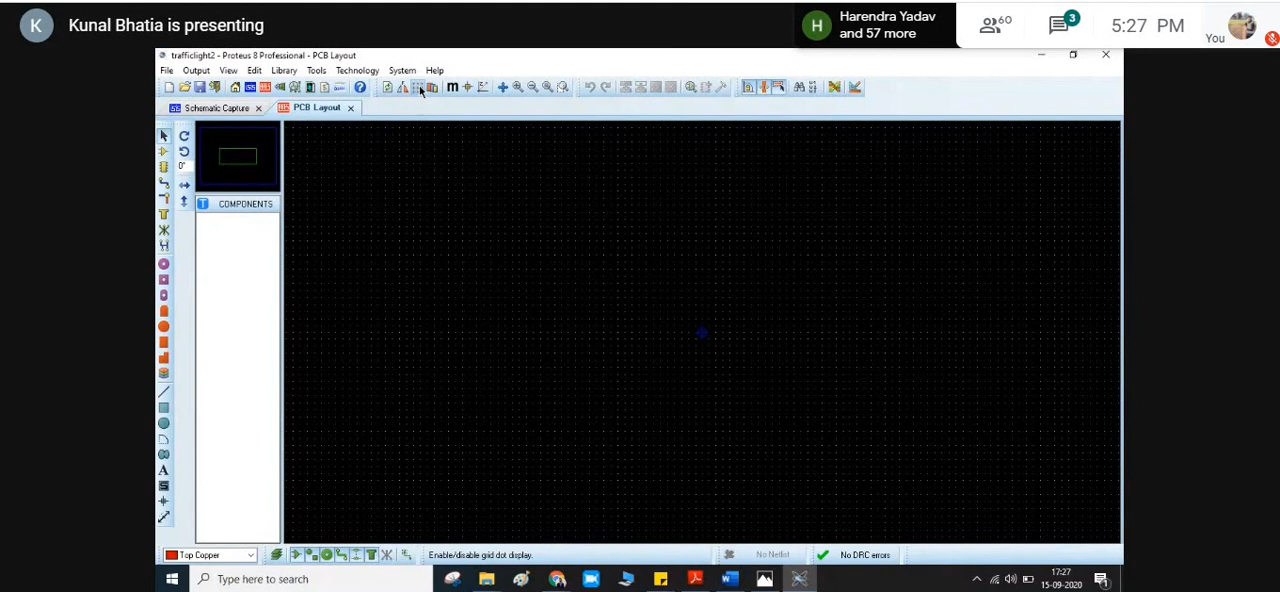 K
Kunal Bhatia is presenting
H
Harendra Yadav
and 57 more
60
3
5:27 PM
You
trafficlight2 - Proteus 8 Professional - PCB Layout
File Output View Edit Library Tools Technology System Help
m
Schematic Capture
PCB Layout
0°
T COMPONENTS
A
S
Top Copper
Enable/disable grid dot display.
No Netlist
No DRC errors
Type here to search
17:27
15-09-2020
1